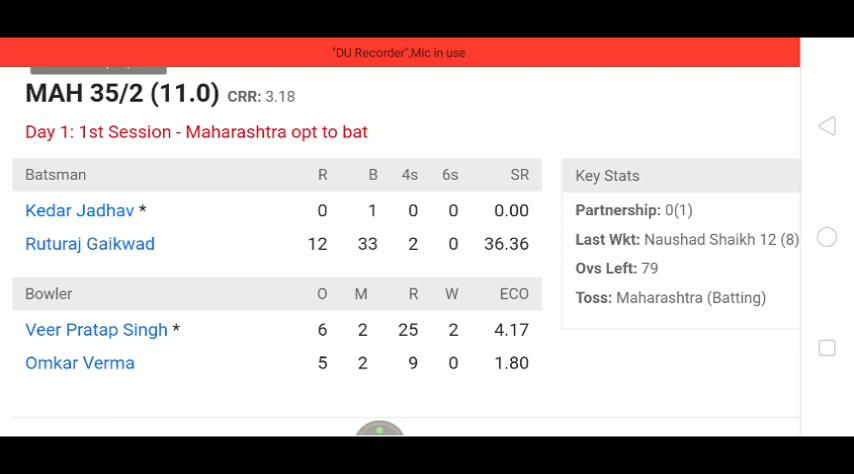 "DU Recorder",Mic in use
MAH 35/2 (11.0) CRR: 3.18
Day 1: 1st Session - Maharashtra opt to bat
Batsman R B 4s 6s SR
Kedar Jadhav * 0 1 0 0 0.00
Ruturaj Gaikwad 12 33 2 0 36.36
Bowler O M R W ECO
Veer Pratap Singh * 6 2 25 2 4.17
Omkar Verma 5 2 9 0 1.80
Key Stats
Partnership: 0(1)
Last Wkt: Naushad Shaikh 12 (8)
Ovs Left: 79
Toss: Maharashtra (Batting)